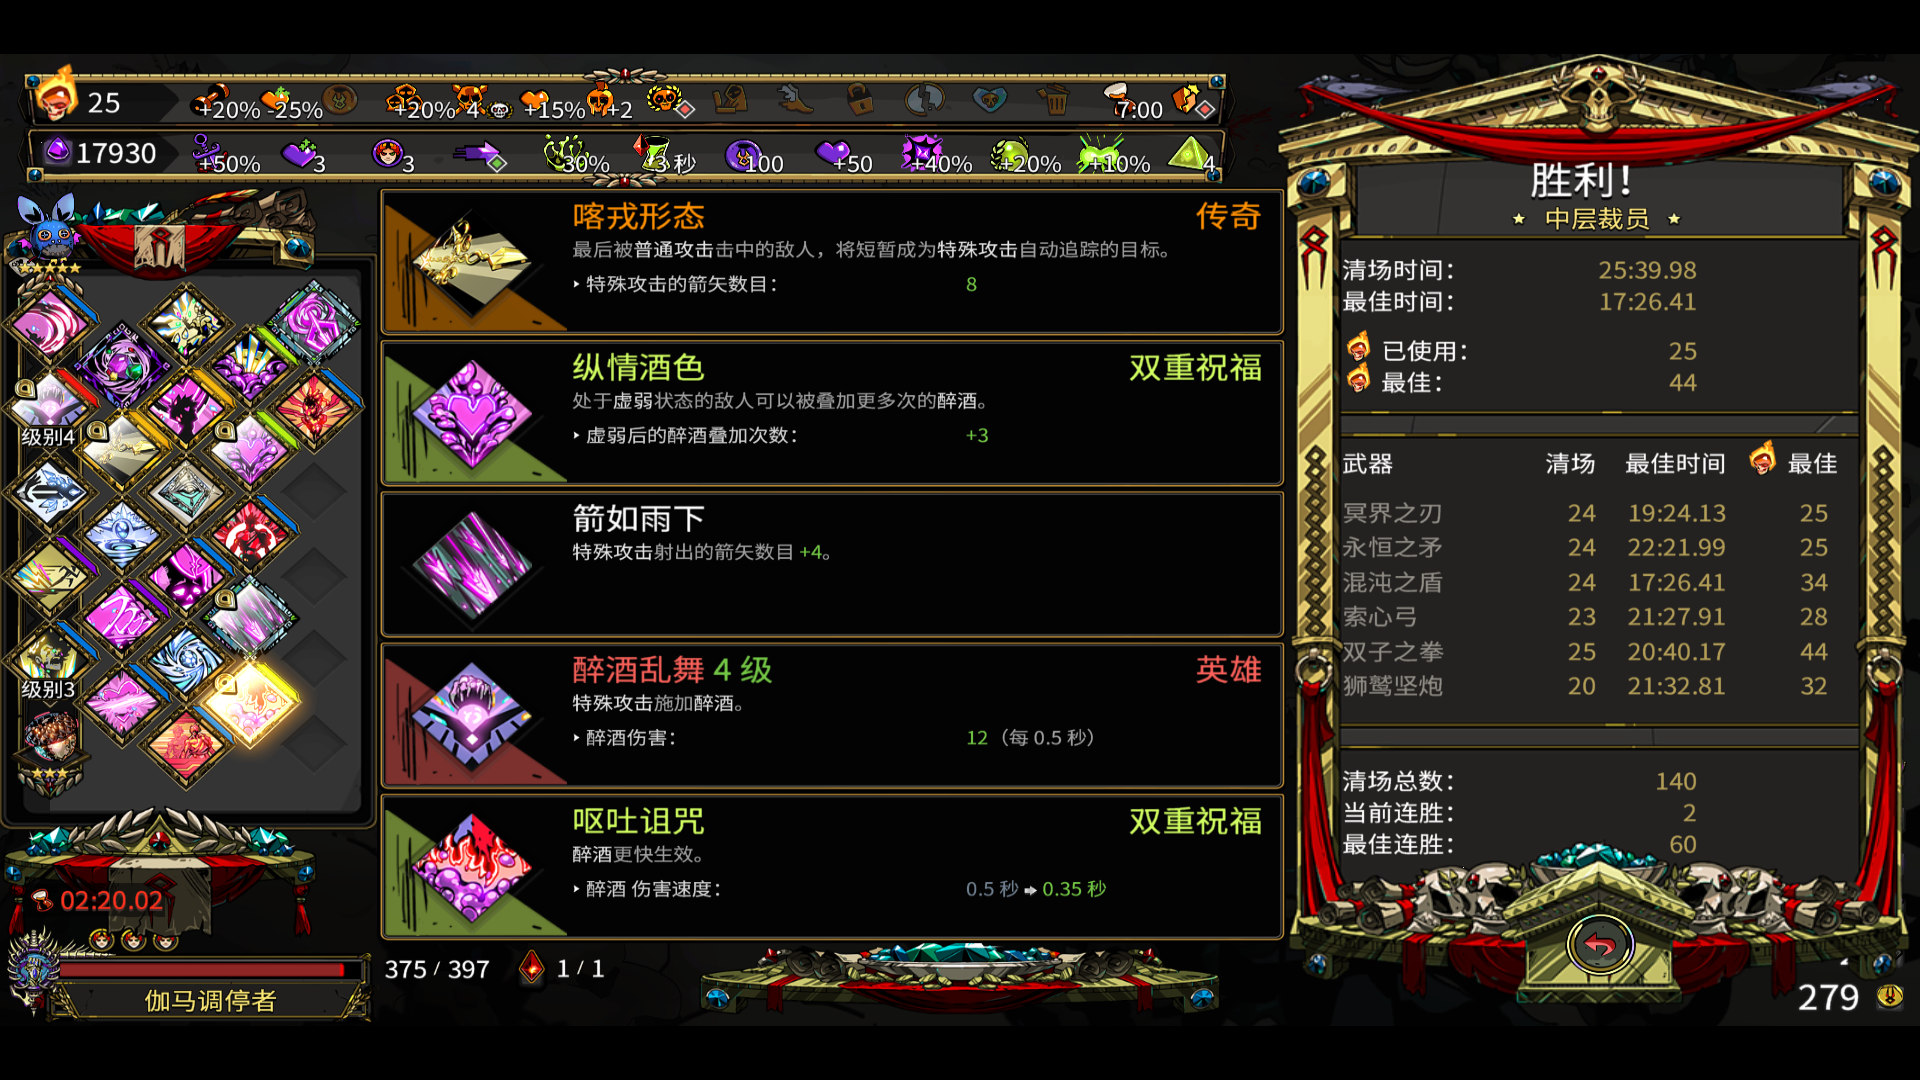 25
+20%
-25%
+20%
4
+15%
+2
7:00
17930
+50%
3
3
30%
3 秒
100
+50
+40%
+20%
+10%
4
级别4
级别3
02:20.02
伽马调停者
喀戎形态
传奇
最后被普通攻击击中的敌人，将短暂成为特殊攻击自动追踪的目标。
‣ 特殊攻击的箭矢数目： 8
纵情酒色
双重祝福
处于虚弱状态的敌人可以被叠加更多次的醉酒。
‣ 虚弱后的醉酒叠加次数： +3
箭如雨下
特殊攻击射出的箭矢数目 +4。
醉酒乱舞 4 级
英雄
特殊攻击施加醉酒。
‣ 醉酒伤害： 12（每 0.5 秒）
呕吐诅咒
双重祝福
醉酒更快生效。
‣ 醉酒 伤害速度： 0.5 秒 ➡ 0.35 秒
375 / 397
1 / 1
胜利！
中层裁员
清场时间： 25:39.98
最佳时间： 17:26.41
已使用： 25
最佳： 44
武器 清场 最佳时间 最佳
冥界之刃 24 19:24.13 25
永恒之矛 24 22:21.99 25
混沌之盾 24 17:26.41 34
索心弓 23 21:27.91 28
双子之拳 25 20:40.17 44
狮鹫坚炮 20 21:32.81 32
清场总数： 140
当前连胜： 2
最佳连胜： 60
279